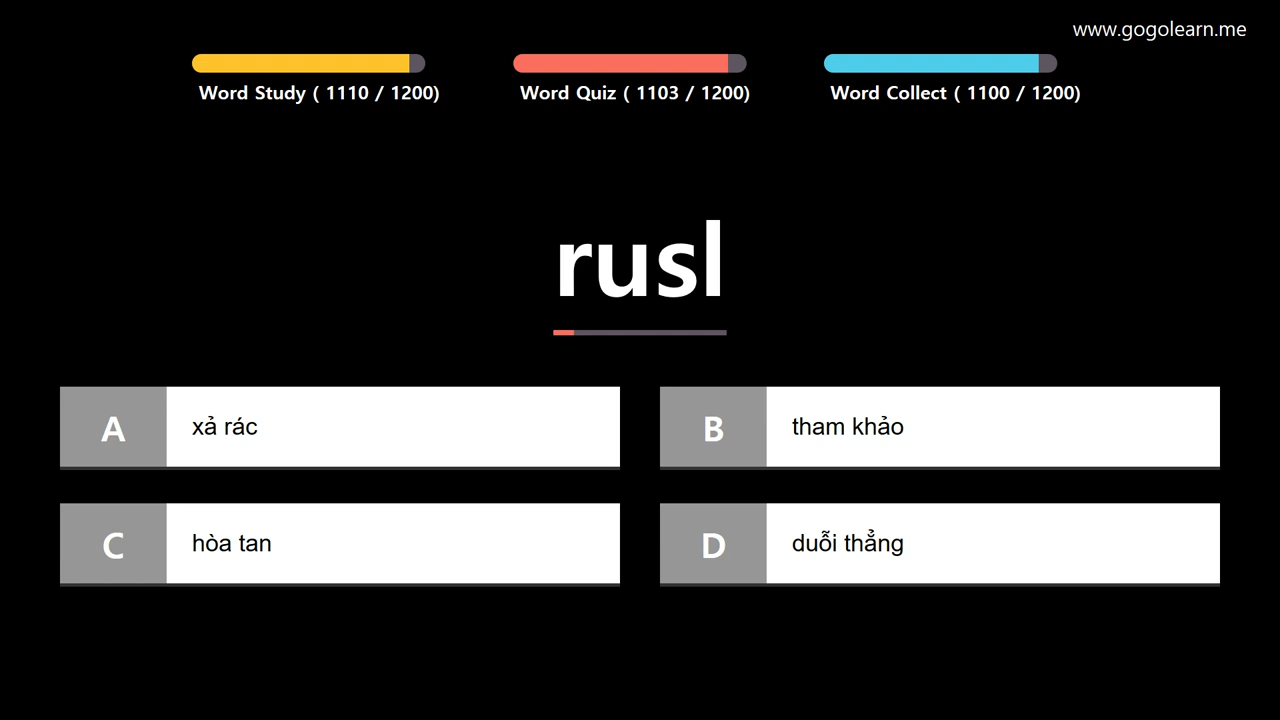 www.gogolearn.me
Word Study ( 1110 / 1200)
Word Quiz ( 1103 / 1200)
Word Collect ( 1100 / 1200)
rusl
A xả rác
B tham khảo
C hòa tan
D duỗi thẳng